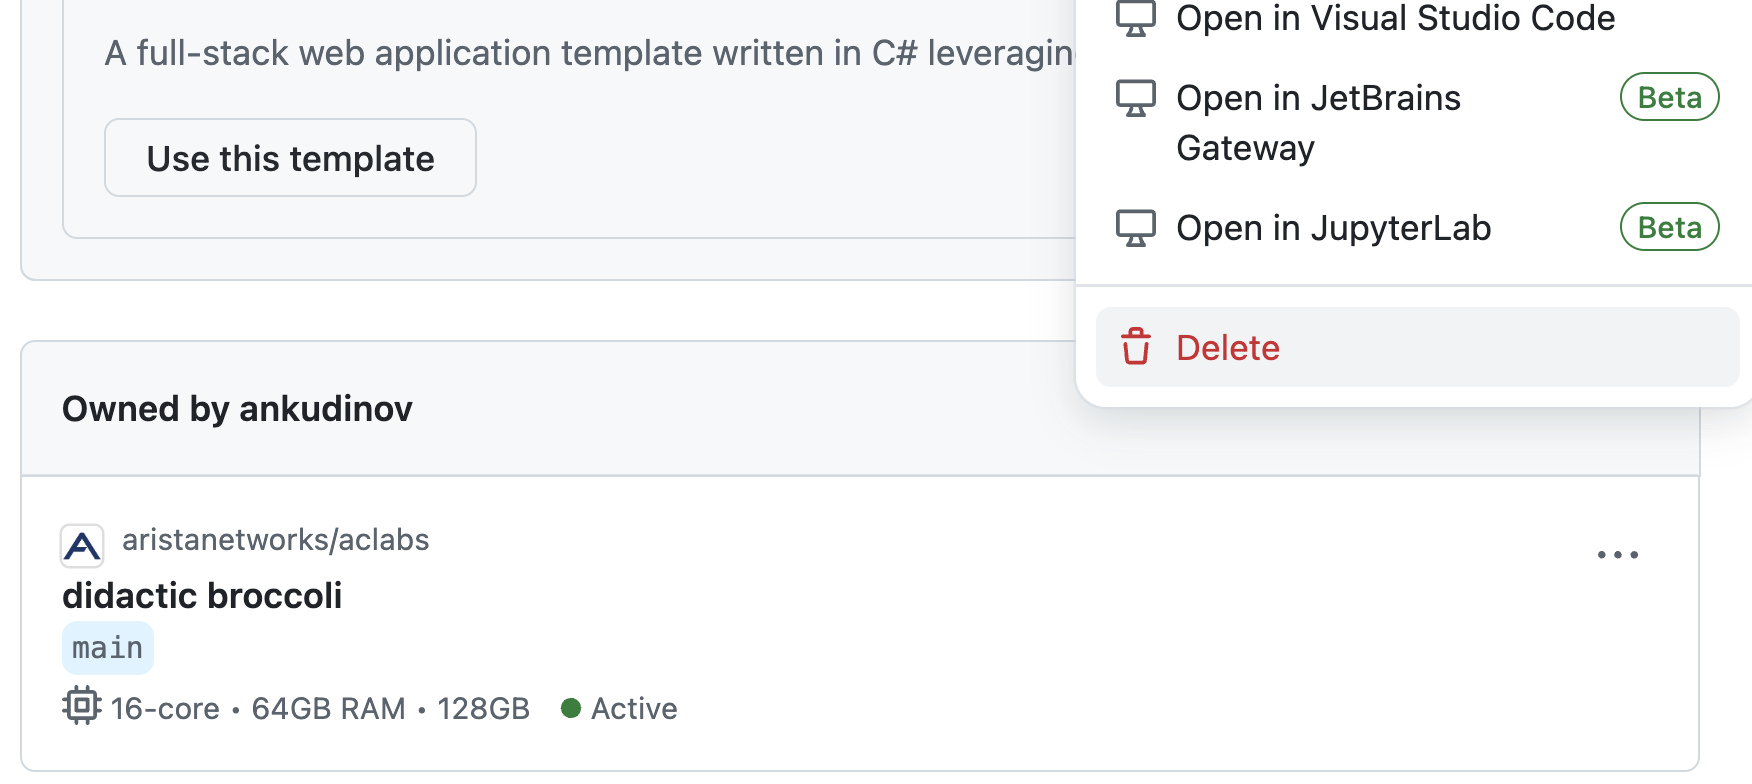 A full-stack web application template written in C# leveraging
Use this template
Open in Visual Studio Code
Open in JetBrains Beta
Gateway
Open in JupyterLab Beta
Delete
Owned by ankudinov
aristanetworks/aclabs
didactic broccoli
main
16-core • 64GB RAM • 128GB Active